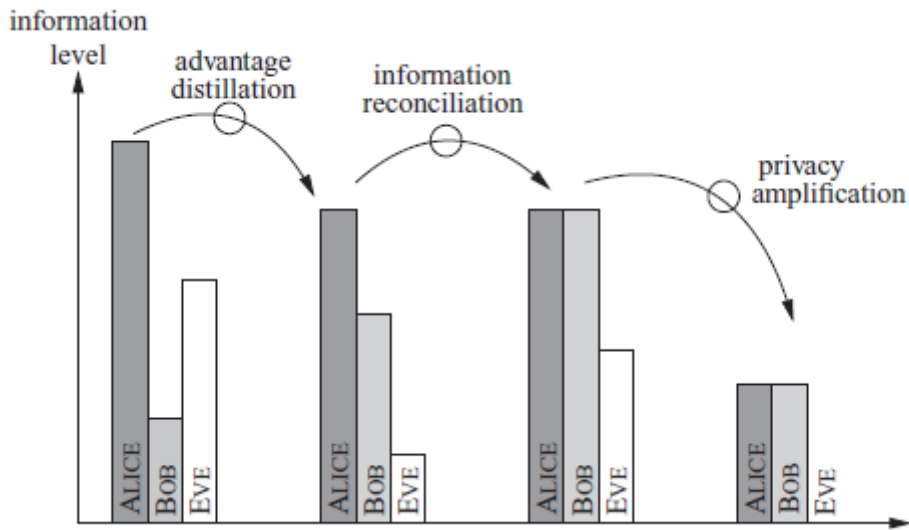 information
level
advantage
distillation
information
reconciliation
privacy
amplification
ALICE
BOB
EVE
ALICE
BOB
EVE
ALICE
BOB
EVE
ALICE
BOB
EVE